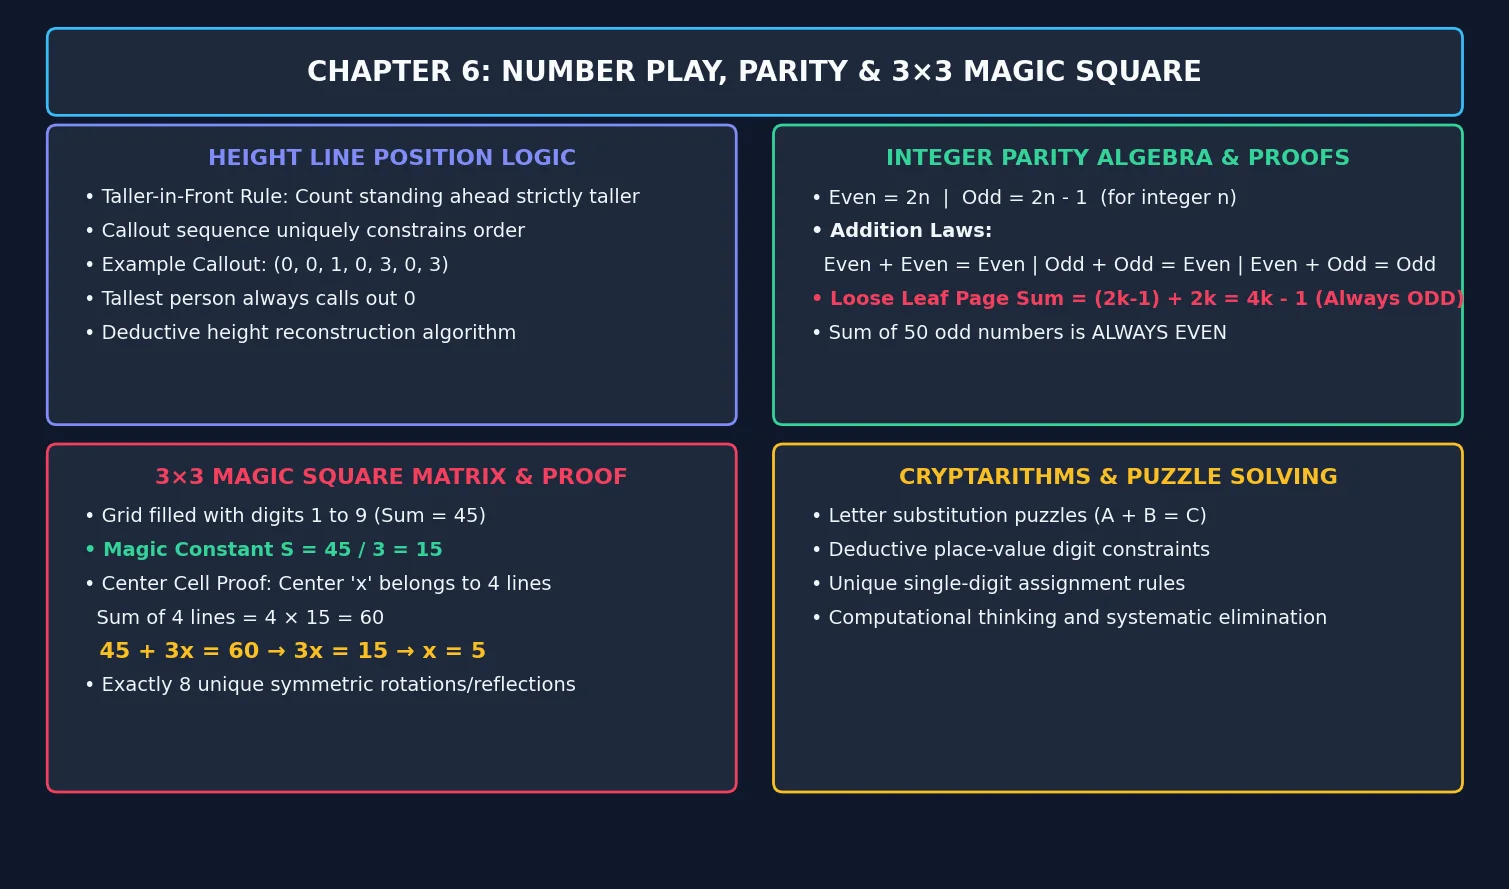 CHAPTER 6: NUMBER PLAY, PARITY & 3×3 MAGIC SQUARE
HEIGHT LINE POSITION LOGIC
• Taller-in-Front Rule: Count standing ahead strictly taller
• Callout sequence uniquely constrains order
• Example Callout: (0, 0, 1, 0, 3, 0, 3)
• Tallest person always calls out 0
• Deductive height reconstruction algorithm
INTEGER PARITY ALGEBRA & PROOFS
• Even = 2n | Odd = 2n - 1 (for integer n)
• Addition Laws:
Even + Even = Even | Odd + Odd = Even | Even + Odd = Odd
• Loose Leaf Page Sum = (2k-1) + 2k = 4k - 1 (Always ODD)
• Sum of 50 odd numbers is ALWAYS EVEN
3×3 MAGIC SQUARE MATRIX & PROOF
• Grid filled with digits 1 to 9 (Sum = 45)
• Magic Constant S = 45 / 3 = 15
• Center Cell Proof: Center 'x' belongs to 4 lines
Sum of 4 lines = 4 × 15 = 60
45 + 3x = 60 → 3x = 15 → x = 5
• Exactly 8 unique symmetric rotations/reflections
CRYPTARITHMS & PUZZLE SOLVING
• Letter substitution puzzles (A + B = C)
• Deductive place-value digit constraints
• Unique single-digit assignment rules
• Computational thinking and systematic elimination